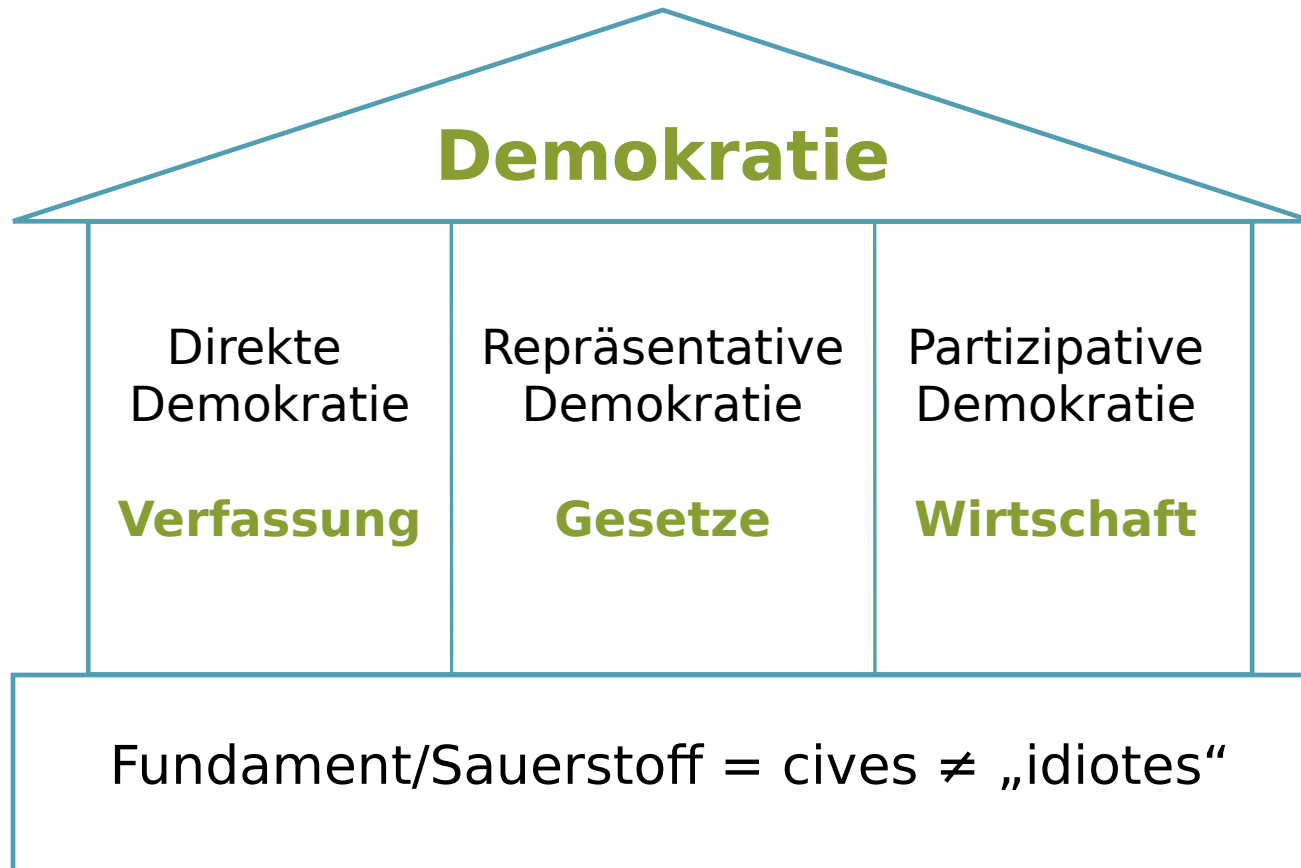 Demokratie
Direkte
Demokratie
Verfassung
Repräsentative
Demokratie
Gesetze
Partizipative
Demokratie
Wirtschaft
Fundament/Sauerstoff = cives ≠ „idiotes“